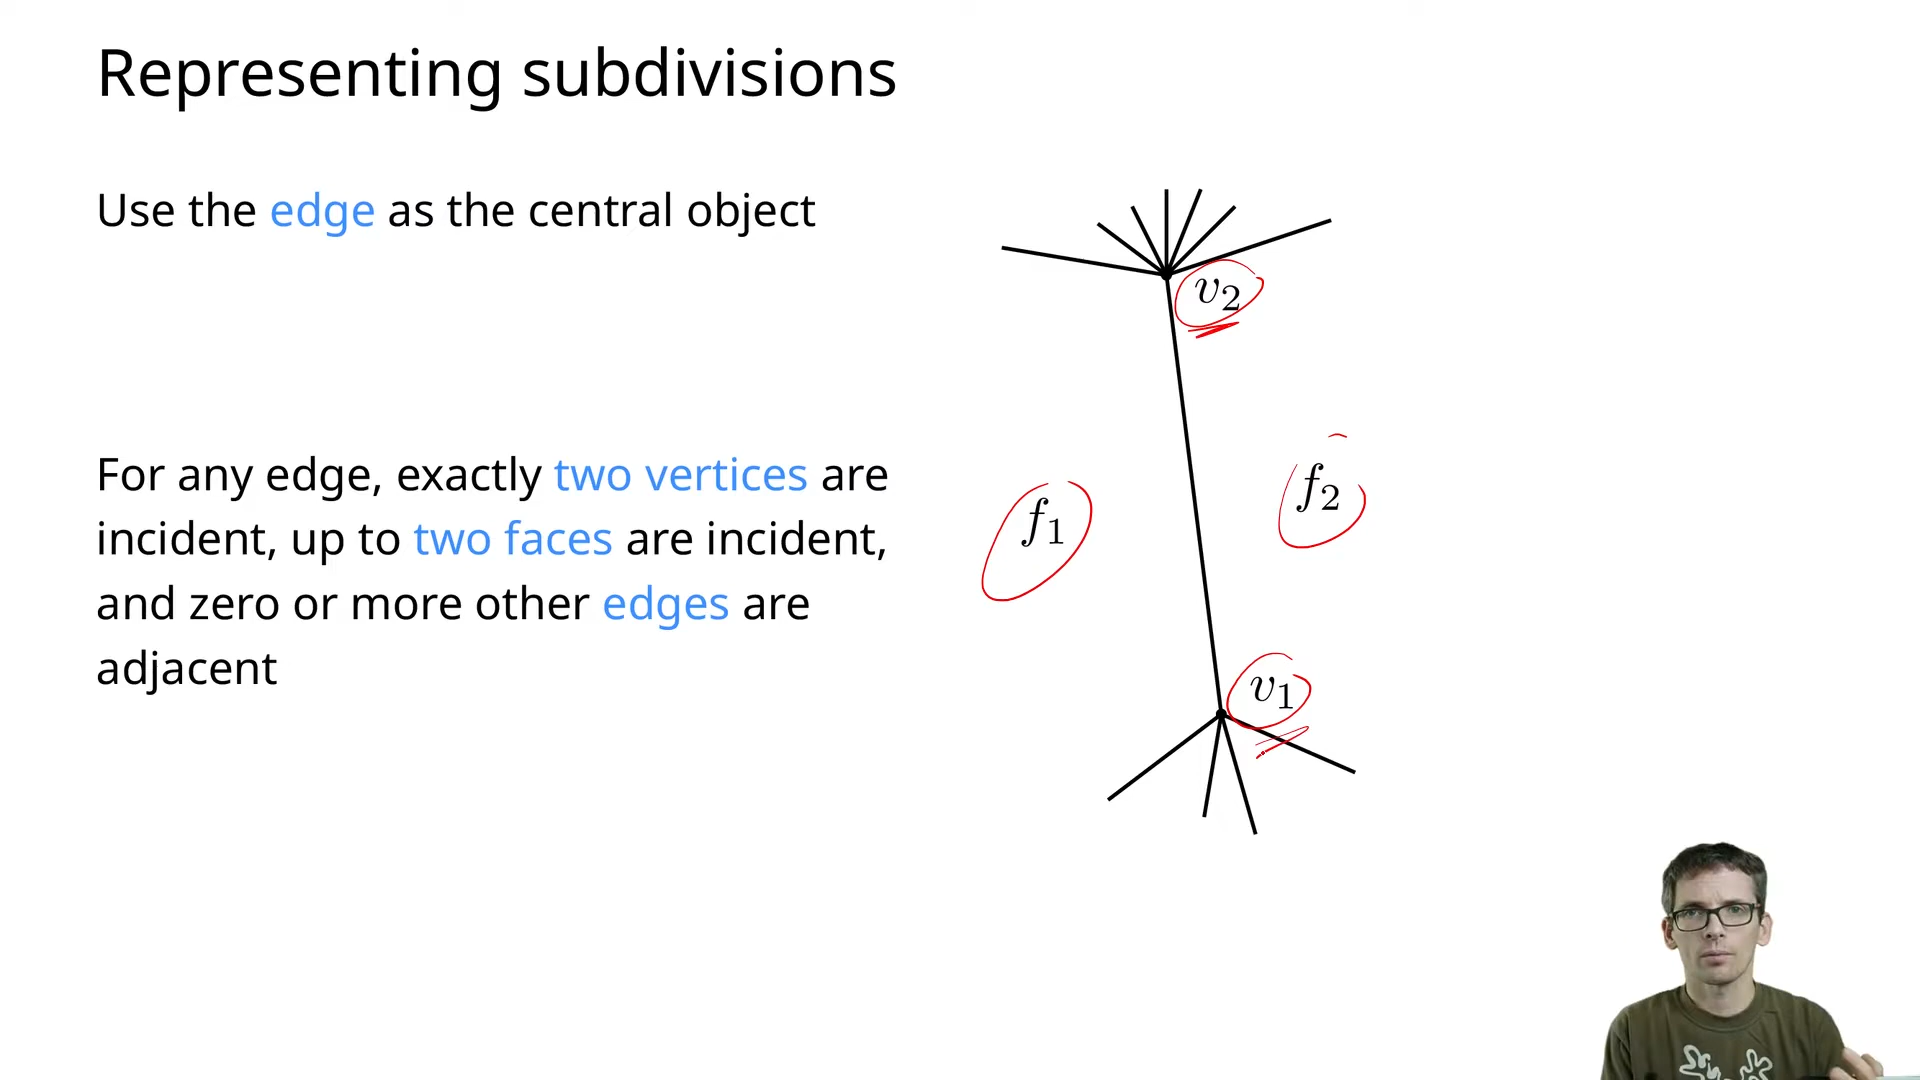 Representing subdivisions
Use the edge as the central object
For any edge, exactly two vertices are
incident, up to two faces are incident,
and zero or more other edges are
adjacent
v₂
f₁
f₂
v₁